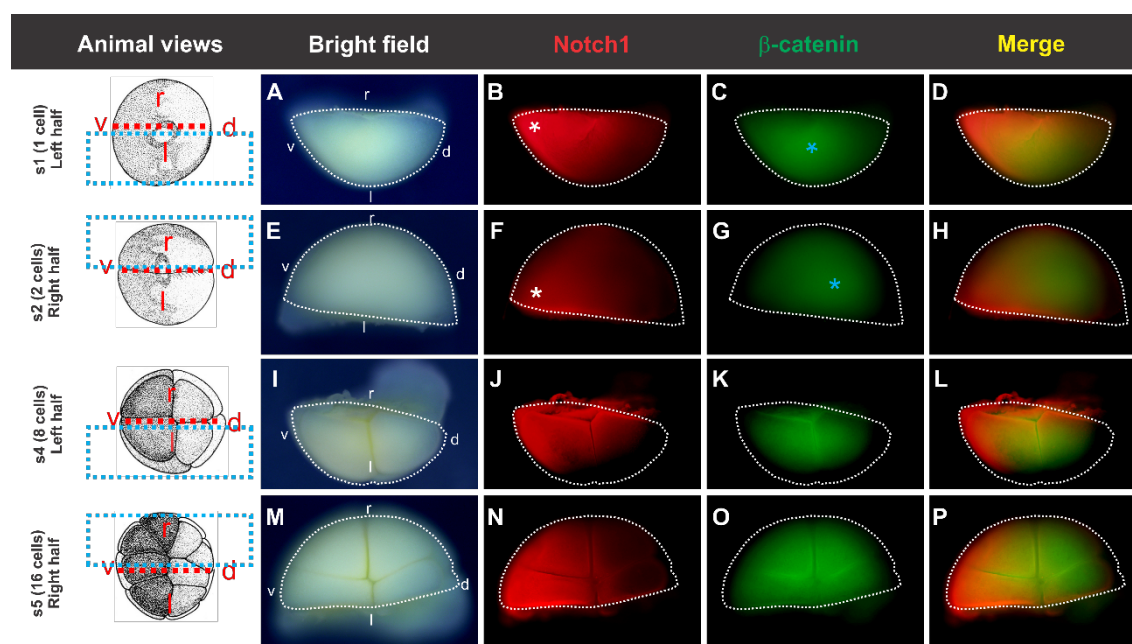 Animal views Bright field Notch1 β-catenin Merge
s1 (1 cell)
Left half
r
v d
l
A r
v d
l
B
*
C
*
D
s2 (2 cells)
Right half
r
v d
l
E r
v d
l
F
*
G
*
H
s4 (8 cells)
Left half
r
v d
l
I r
v d
l
J
K
L
s5 (16 cells)
Right half
r
v d
l
M r
v d
l
N
O
P